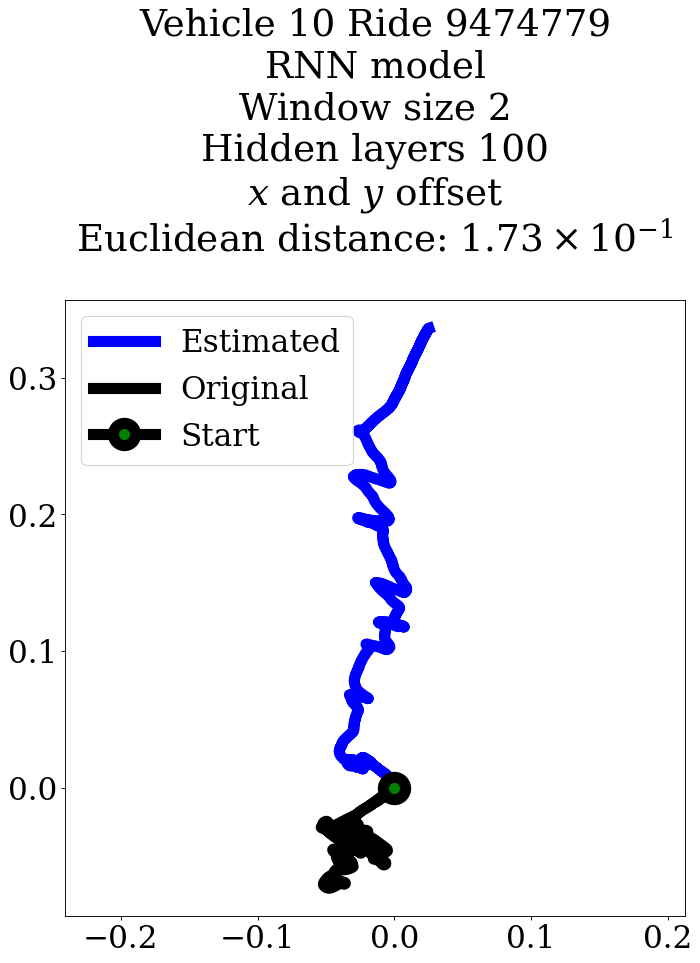 Vehicle 10 Ride 9474779
RNN model
Window size 2
Hidden layers 100
x and y offset
Euclidean distance: 1.73 × 10⁻¹
Estimated
Original
Start
0.3
0.2
0.1
0.0
−0.2 −0.1 0.0 0.1 0.2